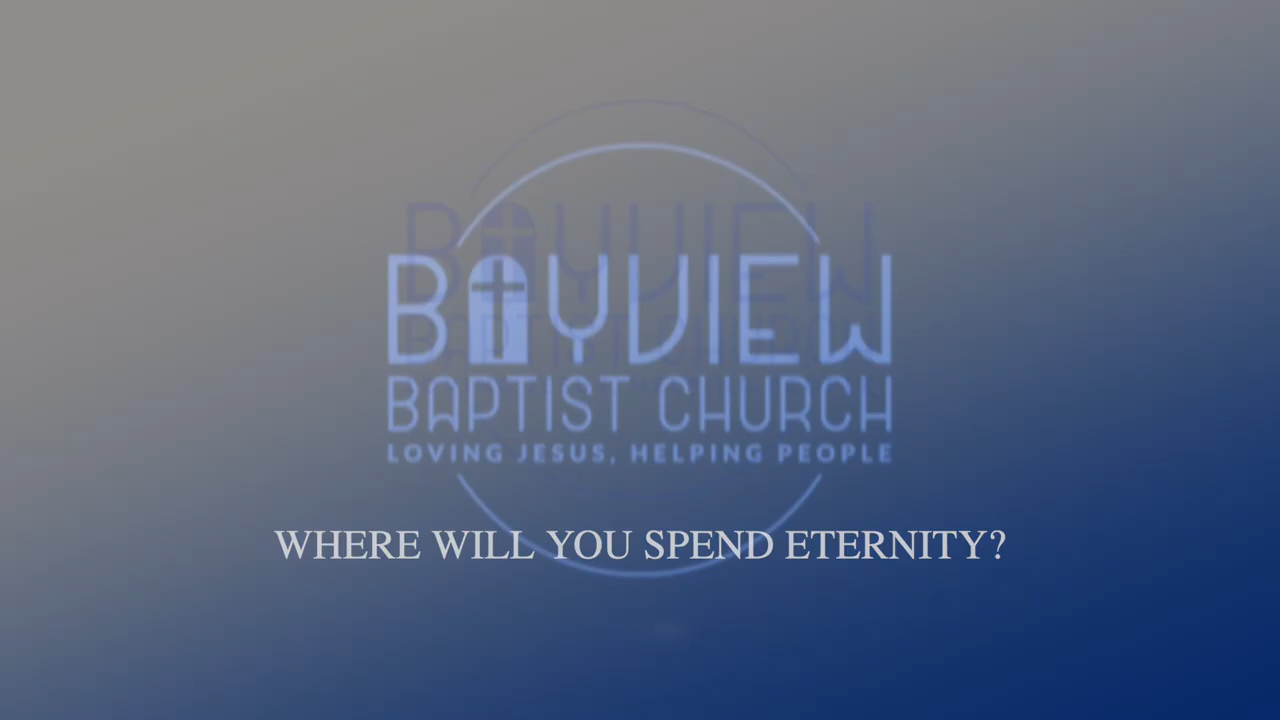 BAYVIEW
BAPTIST CHURCH
LOVING JESUS, HELPING PEOPLE
WHERE WILL YOU SPEND ETERNITY?